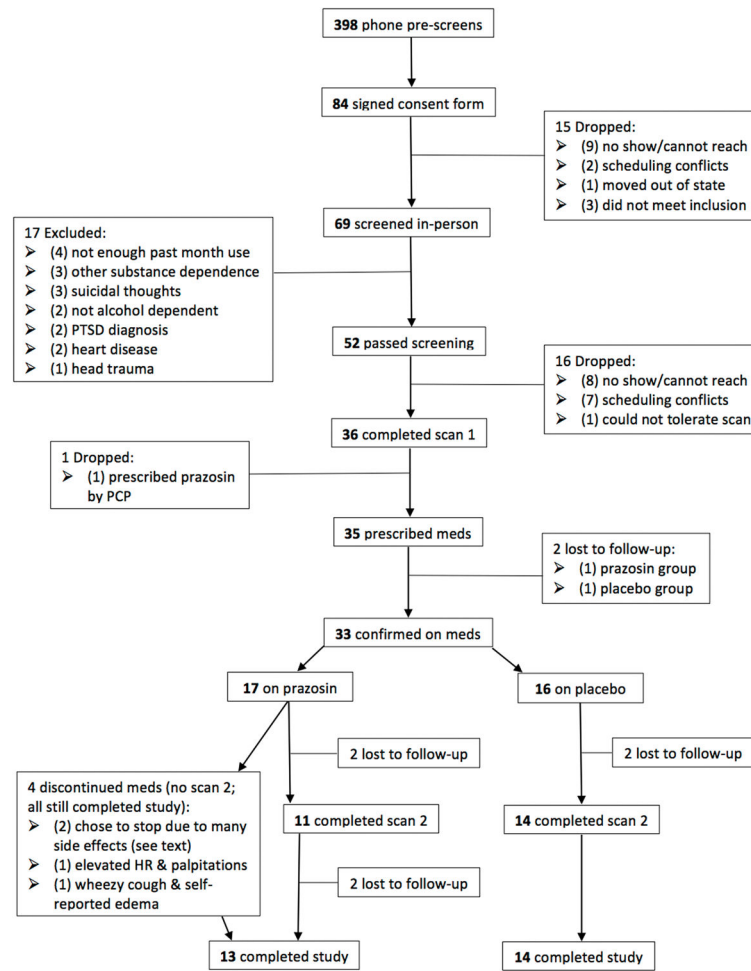 398 phone pre-screens
84 signed consent form
15 Dropped:
➢ (9) no show/cannot reach
➢ (2) scheduling conflicts
➢ (1) moved out of state
➢ (3) did not meet inclusion
69 screened in-person
17 Excluded:
➢ (4) not enough past month use
➢ (3) other substance dependence
➢ (3) suicidal thoughts
➢ (2) not alcohol dependent
➢ (2) PTSD diagnosis
➢ (2) heart disease
➢ (1) head trauma
52 passed screening
16 Dropped:
➢ (8) no show/cannot reach
➢ (7) scheduling conflicts
➢ (1) could not tolerate scan
36 completed scan 1
1 Dropped:
➢ (1) prescribed prazosin
by PCP
35 prescribed meds
2 lost to follow-up:
➢ (1) prazosin group
➢ (1) placebo group
33 confirmed on meds
17 on prazosin
16 on placebo
2 lost to follow-up
2 lost to follow-up
4 discontinued meds (no scan 2;
all still completed study):
➢ (2) chose to stop due to many
side effects (see text)
➢ (1) elevated HR & palpitations
➢ (1) wheezy cough & self-
reported edema
11 completed scan 2
14 completed scan 2
2 lost to follow-up
13 completed study
14 completed study